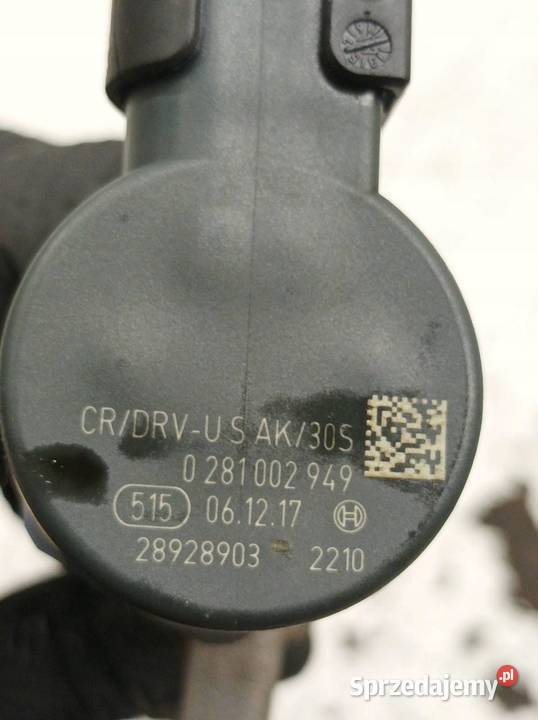 CR/DRV-U S AK/30S
0 281 002 949
515 06.12.17
28928903 2210
Sprzedajemy.pl